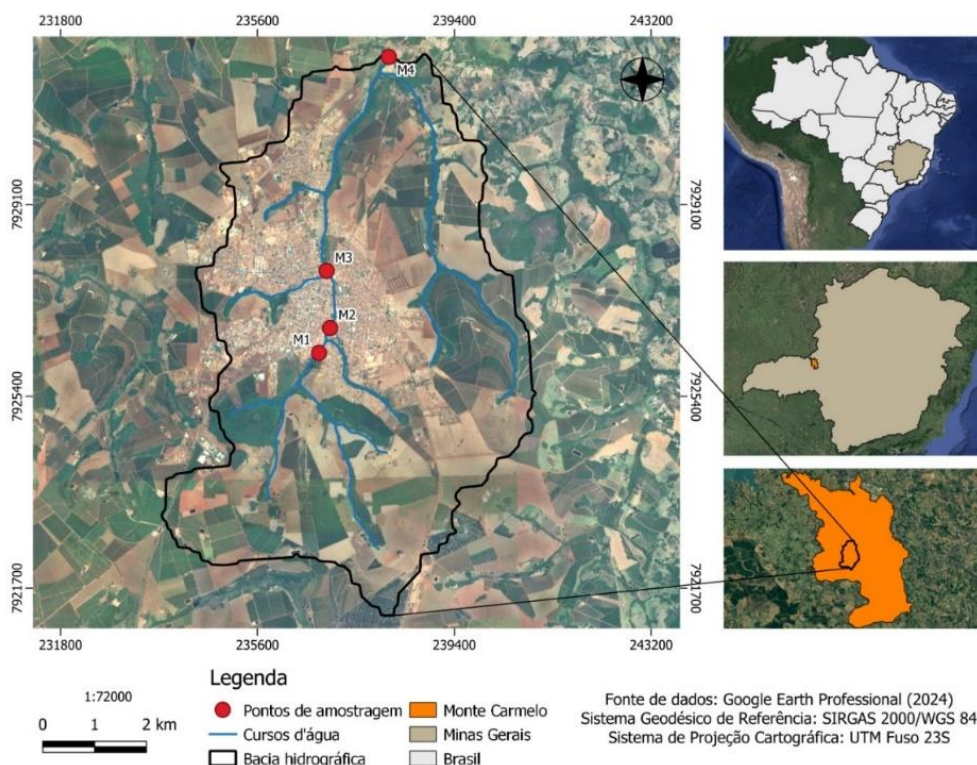 231800 235600 239400 243200
M4
7929100 7929100
M3
M2
M1
7925400 7925400
7921700 7921700
231800 235600 239400 243200
Legenda
1:72000
0 1 2 km
Pontos de amostragem
Cursos d'água
Bacia hidrográfica
Monte Carmelo
Minas Gerais
Brasil
Fonte de dados: Google Earth Professional (2024)
Sistema Geodésico de Referência: SIRGAS 2000/WGS 84
Sistema de Projeção Cartográfica: UTM Fuso 23S